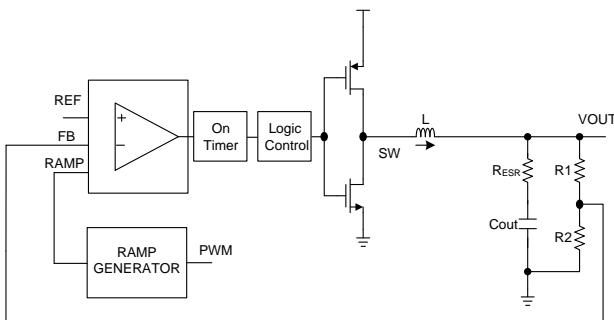 REF
FB
RAMP
+
−
On
Timer
Logic
Control
SW
L
VOUT
RESR
R1
Cout
R2
RAMP
GENERATOR
PWM